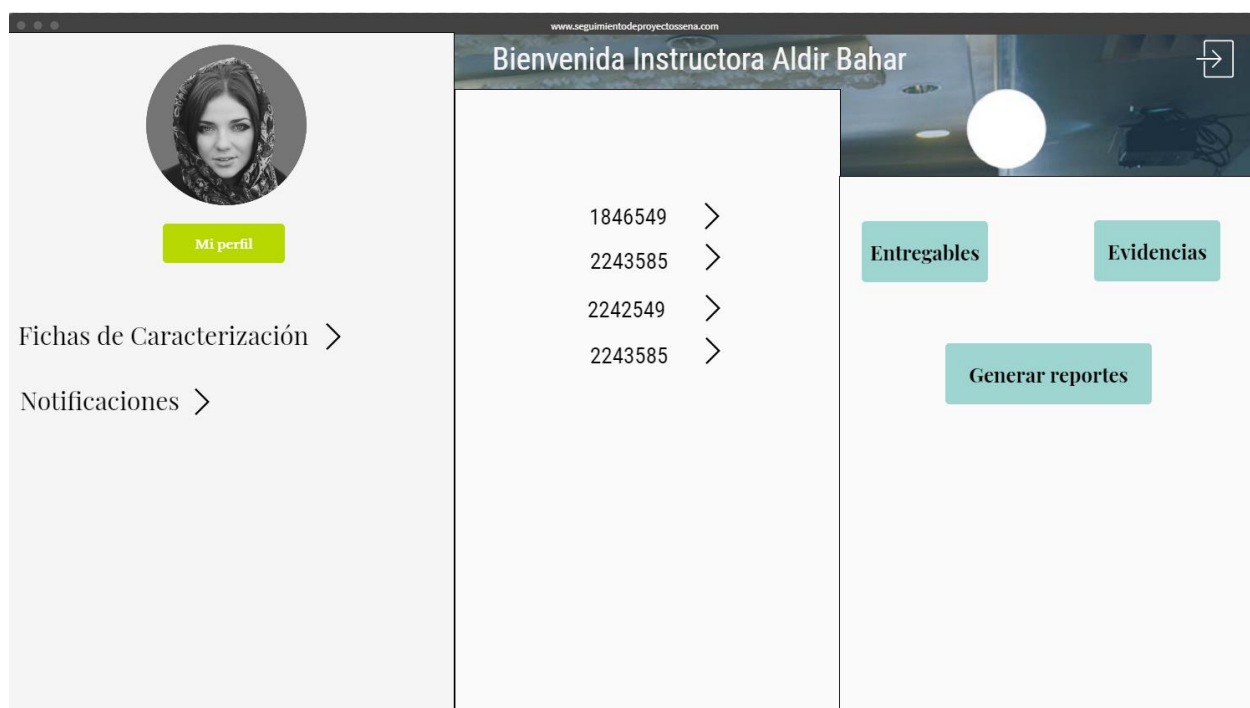 www.seguimientodeproyectossena.com
Bienvenida Instructora Aldir Bahar
Mi perfil
Fichas de Caracterización
Notificaciones
1846549
2243585
2242549
2243585
Entregables
Evidencias
Generar reportes